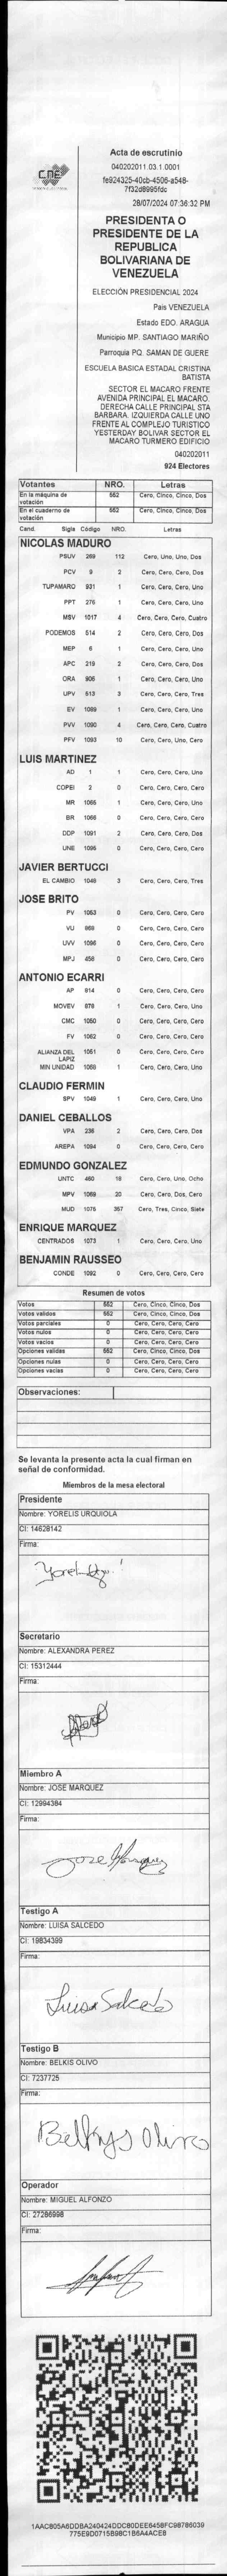 CNE
Acta de escrutinio
040202011.03.1.0001
fe924325-40cb-4506-a548-
7f32d8995fdc
28/07/2024 07:36:32 PM
PRESIDENTA O
PRESIDENTE DE LA
REPUBLICA
BOLIVARIANA DE
VENEZUELA
ELECCIÓN PRESIDENCIAL 2024
Pais VENEZUELA
Estado EDO. ARAGUA
Municipio MP. SANTIAGO MARIÑO
Parroquia PQ. SAMAN DE GUERE
ESCUELA BASICA ESTADAL CRISTINA
BATISTA
SECTOR EL MACARO FRENTE
AVENIDA PRINCIPAL EL MACARO.
DERECHA CALLE PRINCIPAL STA
BARBARA. IZQUIERDA CALLE UNO
FRENTE AL COMPLEJO TURISTICO
YESTERDAY BOLIVAR SECTOR EL
MACARO TURMERO EDIFICIO
040202011
924 Electores
Votantes NRO. Letras
En la máquina de votación 552 Cero, Cinco, Cinco, Dos
En el cuaderno de votación 552 Cero, Cinco, Cinco, Dos
Cand. Sigla Código NRO. Letras
NICOLAS MADURO
PSUV 269 112 Cero, Uno, Uno, Dos
PCV 9 2 Cero, Cero, Cero, Dos
TUPAMARO 931 1 Cero, Cero, Cero, Uno
PPT 276 1 Cero, Cero, Cero, Uno
MSV 1017 4 Cero, Cero, Cero, Cuatro
PODEMOS 514 2 Cero, Cero, Cero, Dos
MEP 6 1 Cero, Cero, Cero, Uno
APC 219 2 Cero, Cero, Cero, Dos
ORA 906 1 Cero, Cero, Cero, Uno
UPV 613 3 Cero, Cero, Cero, Tres
EV 1089 1 Cero, Cero, Cero, Uno
PVV 1090 4 Cero, Cero, Cero, Cuatro
PFV 1093 10 Cero, Cero, Uno, Cero
LUIS MARTINEZ
AD 1 1 Cero, Cero, Cero, Uno
COPEI 2 0 Cero, Cero, Cero, Cero
MR 1065 1 Cero, Cero, Cero, Uno
BR 1068 0 Cero, Cero, Cero, Cero
DDP 1091 2 Cero, Cero, Cero, Dos
UNE 1095 0 Cero, Cero, Cero, Cero
JAVIER BERTUCCI
EL CAMBIO 1046 3 Cero, Cero, Cero, Tres
JOSE BRITO
PV 1053 0 Cero, Cero, Cero, Cero
VU 969 0 Cero, Cero, Cero, Cero
UVV 1096 0 Cero, Cero, Cero, Cero
MPJ 458 0 Cero, Cero, Cero, Cero
ANTONIO ECARRI
AP 914 0 Cero, Cero, Cero, Cero
MOVEV 878 1 Cero, Cero, Cero, Uno
CMC 1050 0 Cero, Cero, Cero, Cero
FV 1062 0 Cero, Cero, Cero, Cero
ALIANZA DEL LAPIZ 1051 0 Cero, Cero, Cero, Cero
MIN UNIDAD 1058 1 Cero, Cero, Cero, Uno
CLAUDIO FERMIN
SPV 1049 1 Cero, Cero, Cero, Uno
DANIEL CEBALLOS
VPA 236 2 Cero, Cero, Cero, Dos
AREPA 1094 0 Cero, Cero, Cero, Cero
EDMUNDO GONZALEZ
UNTC 460 18 Cero, Cero, Uno, Ocho
MPV 1069 20 Cero, Cero, Dos, Cero
MUD 1075 357 Cero, Tres, Cinco, Siete
ENRIQUE MARQUEZ
CENTRADOS 1073 1 Cero, Cero, Cero, Uno
BENJAMIN RAUSSEO
CONDE 1092 0 Cero, Cero, Cero, Cero
Resumen de votos
Votos 552 Cero, Cinco, Cinco, Dos
Votos validos 552 Cero, Cinco, Cinco, Dos
Votos parciales 0 Cero, Cero, Cero, Cero
Votos nulos 0 Cero, Cero, Cero, Cero
Votos vacios 0 Cero, Cero, Cero, Cero
Opciones validas 552 Cero, Cinco, Cinco, Dos
Opciones nulas 0 Cero, Cero, Cero, Cero
Opciones vacias 0 Cero, Cero, Cero, Cero
Observaciones:
Se levanta la presente acta la cual firman en
señal de conformidad.
Miembros de la mesa electoral
Presidente
Nombre: YORELIS URQUIOLA
CI: 14628142
Firma:
Secretario
Nombre: ALEXANDRA PEREZ
CI: 15312444
Firma:
Miembro A
Nombre: JOSE MARQUEZ
CI: 12994384
Firma:
Jose Marquez
Testigo A
Nombre: LUISA SALCEDO
CI: 19834399
Firma:
Luisa Salcedo
Testigo B
Nombre: BELKIS OLIVO
CI: 7237725
Firma:
Belkys Olivo
Operador
Nombre: MIGUEL ALFONZO
CI: 27286998
Firma:
1AAC805A6DDBA240424DDC80DEE6458FC98786039
775E9D0715B98C1B6A4ACE8